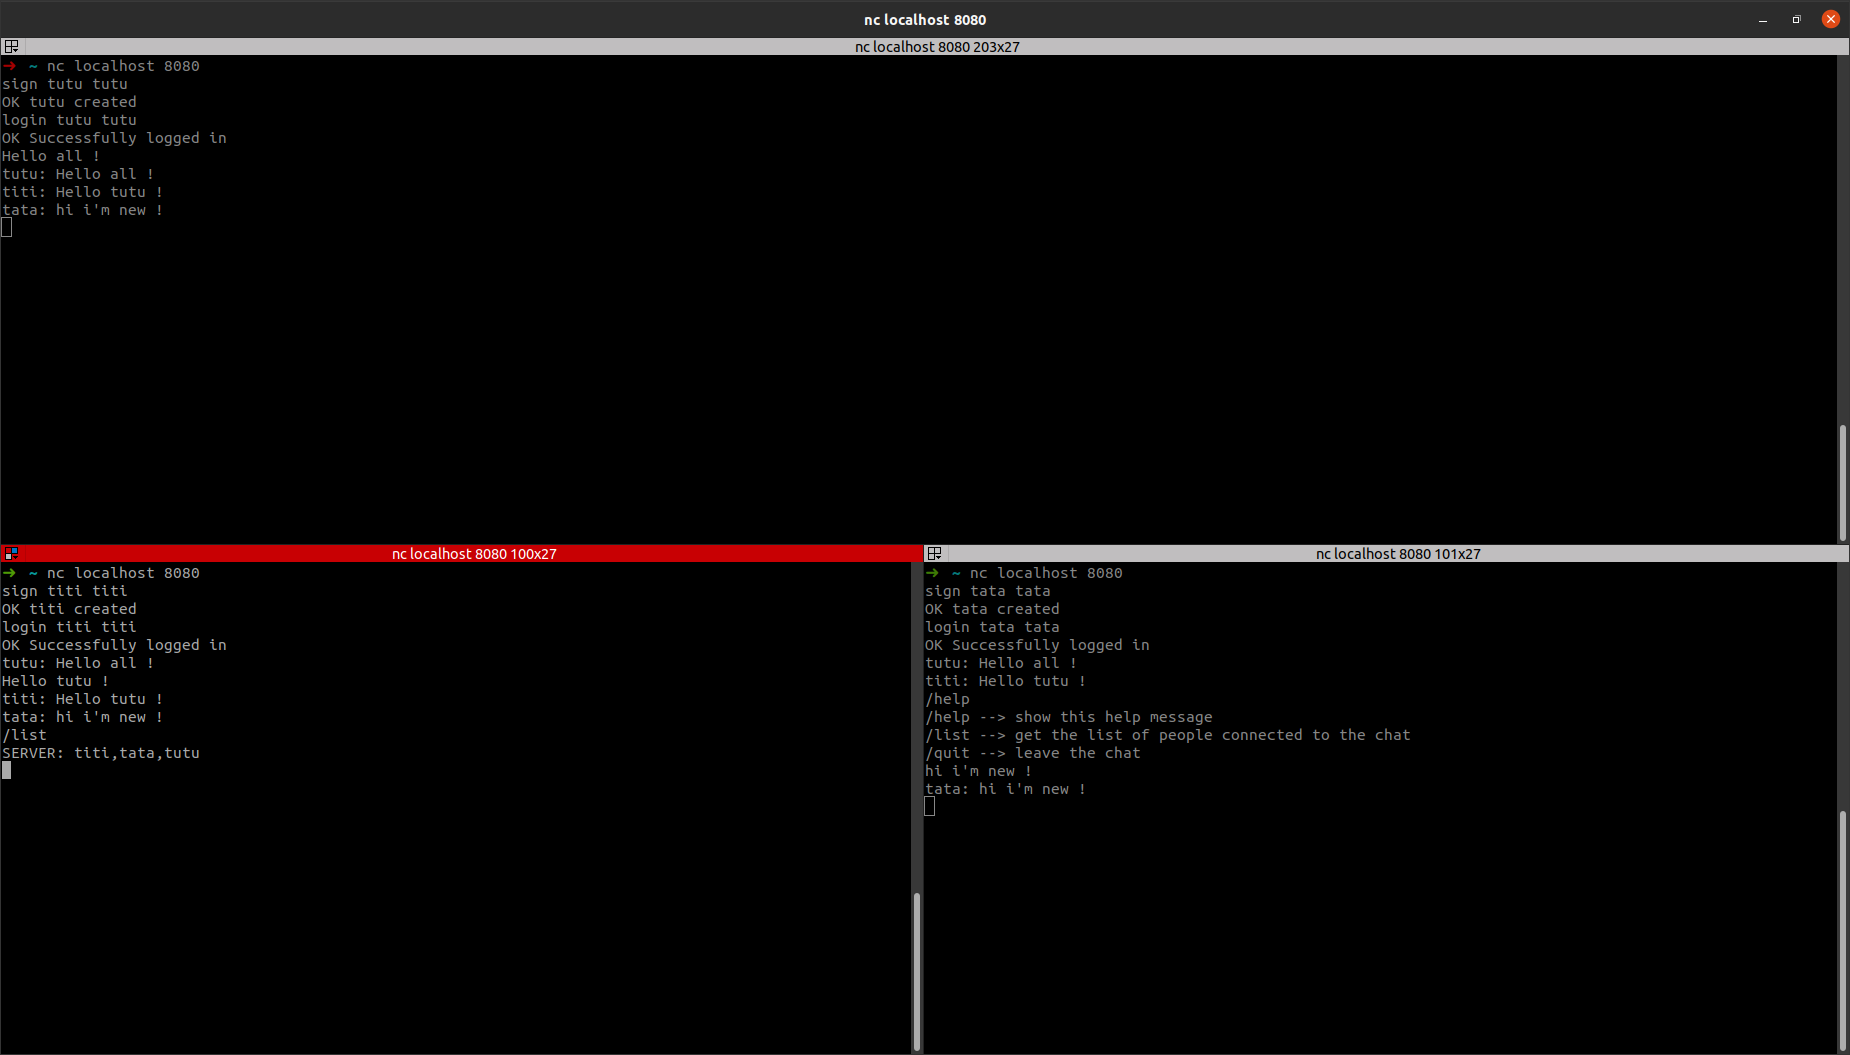 nc localhost 8080
nc localhost 8080 203x27
➜ ~ nc localhost 8080
sign tutu tutu
OK tutu created
login tutu tutu
OK Successfully logged in
Hello all !
tutu: Hello all !
titi: Hello tutu !
tata: hi i'm new !
nc localhost 8080 100x27
➜ ~ nc localhost 8080
sign titi titi
OK titi created
login titi titi
OK Successfully logged in
tutu: Hello all !
Hello tutu !
titi: Hello tutu !
tata: hi i'm new !
/list
SERVER: titi,tata,tutu
nc localhost 8080 101x27
➜ ~ nc localhost 8080
sign tata tata
OK tata created
login tata tata
OK Successfully logged in
tutu: Hello all !
titi: Hello tutu !
/help
/help --> show this help message
/list --> get the list of people connected to the chat
/quit --> leave the chat
hi i'm new !
tata: hi i'm new !